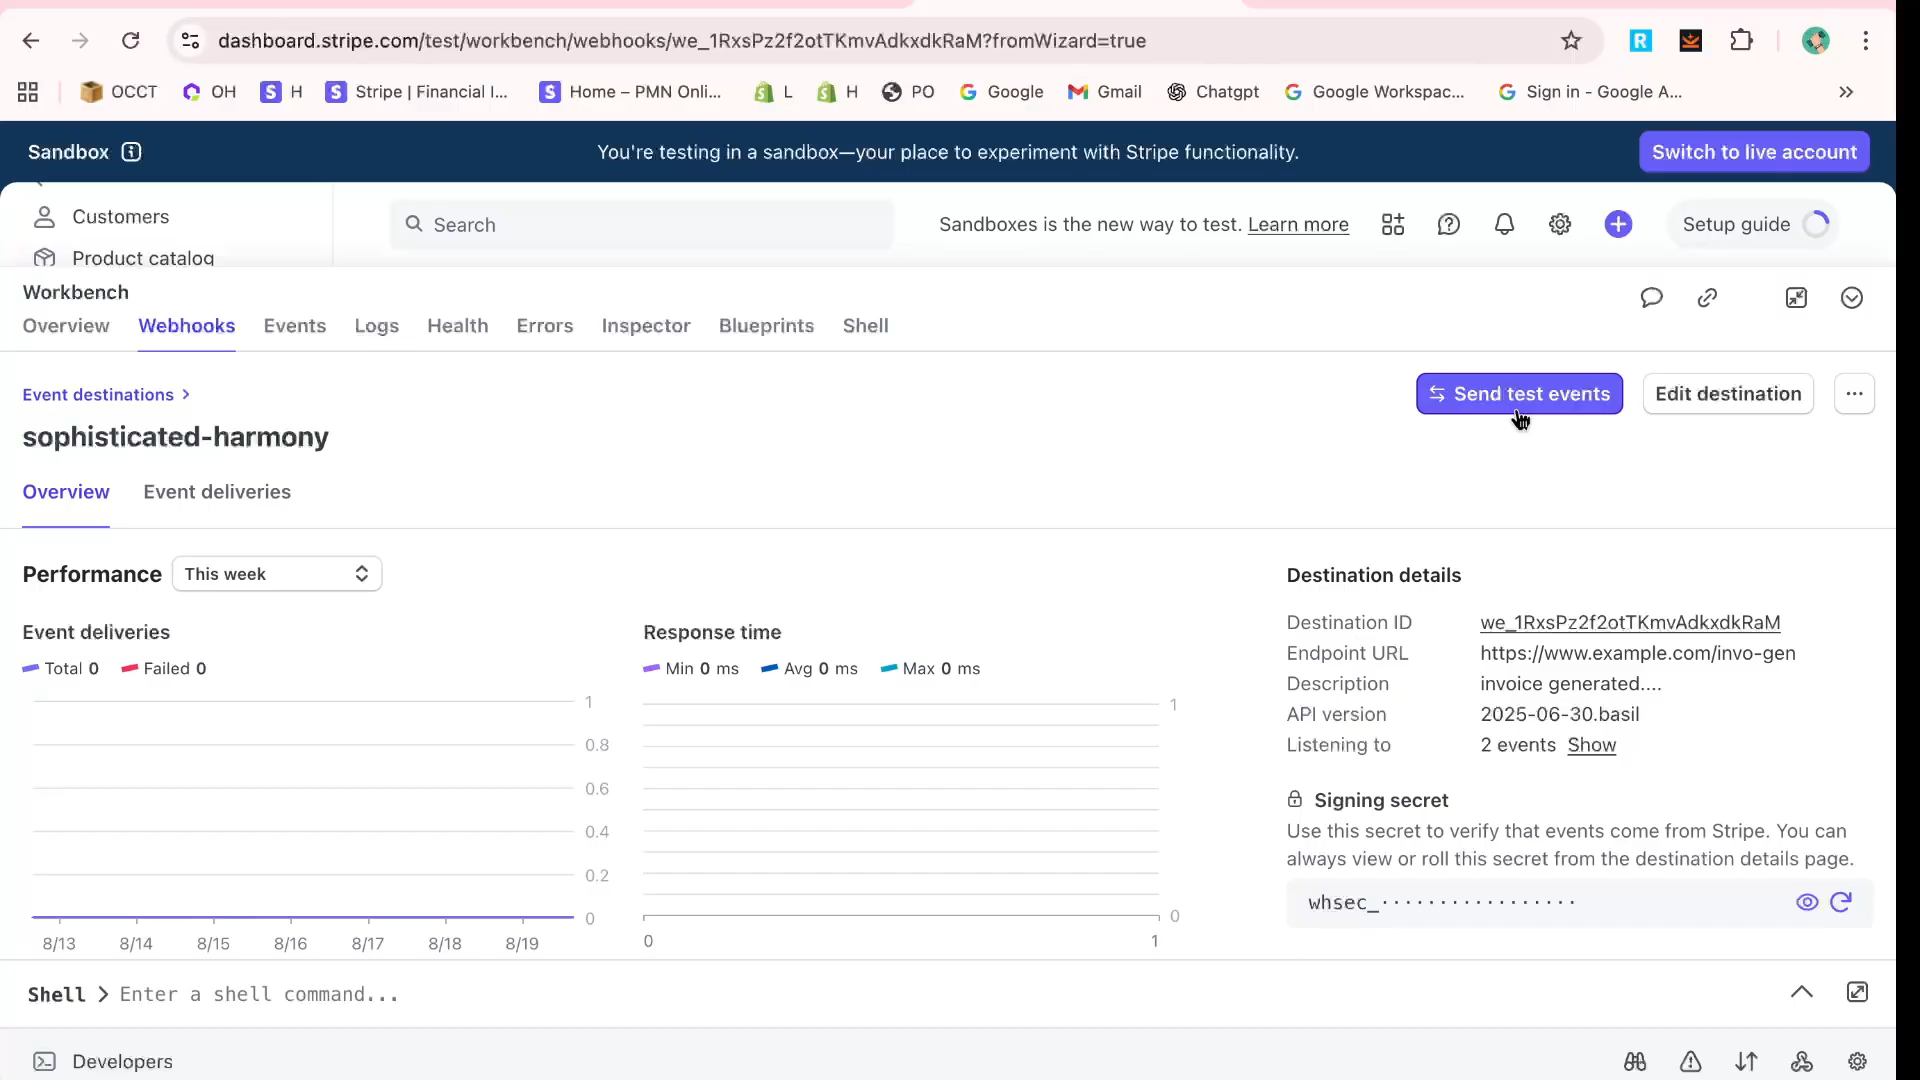 dashboard.stripe.com/test/workbench/webhooks/we_1RxsPz2f2otTKmvAdkxdkRaM?fromWizard=true
OCCT OH H Stripe | Financial I... Home – PMN Onli... L H PO Google Gmail Chatgpt Google Workspac... Sign in - Google A...
Sandbox You're testing in a sandbox—your place to experiment with Stripe functionality. Switch to live account
Customers
Search Sandboxes is the new way to test. Learn more Setup guide
Product catalog
Workbench
Overview Webhooks Events Logs Health Errors Inspector Blueprints Shell
Event destinations
Send test events Edit destination
sophisticated-harmony
Overview Event deliveries
Performance This week
Event deliveries
Total 0 Failed 0
1
0.8
0.6
0.4
0.2
0
8/13 8/14 8/15 8/16 8/17 8/18 8/19
Response time
Min 0 ms Avg 0 ms Max 0 ms
1
0
0 1
Destination details
Destination ID we_1RxsPz2f2otTKmvAdkxdkRaM
Endpoint URL https://www.example.com/invo-gen
Description invoice generated....
API version 2025-06-30.basil
Listening to 2 events Show
Signing secret
Use this secret to verify that events come from Stripe. You can
always view or roll this secret from the destination details page.
whsec_·················
Shell > Enter a shell command...
Developers